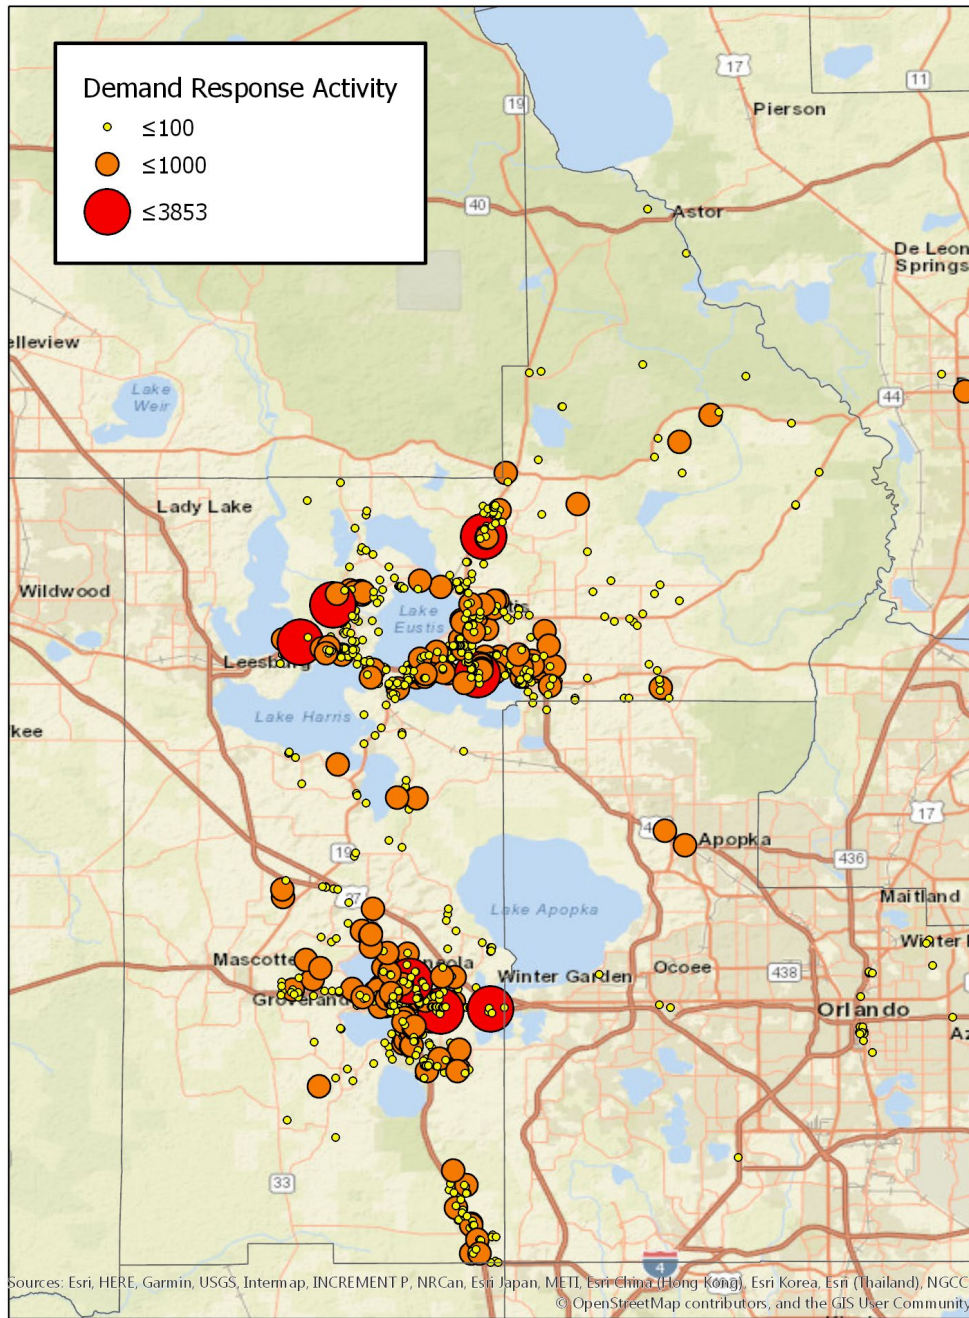 Demand Response Activity
≤100
≤1000
≤3853
17
11
Pierson
19
40
Astor
De Leon
Springs
elleview
Lake
Weir
44
Lady Lake
Wildwood
Lake
Eustis
Lake Harris
kee
17
Apopka
436
19
27
Maitland
Lake Apopka
Mascotte
Winter Garden
Ocoee
438
Orlando
Az
33
4
Sources: Esri, HERE, Garmin, USGS, Intermap, INCREMENT P, NRCan, Esri Japan, METI, Esri China (Hong Kong), Esri Korea, Esri (Thailand), NGCC
© OpenStreetMap contributors, and the GIS User Community